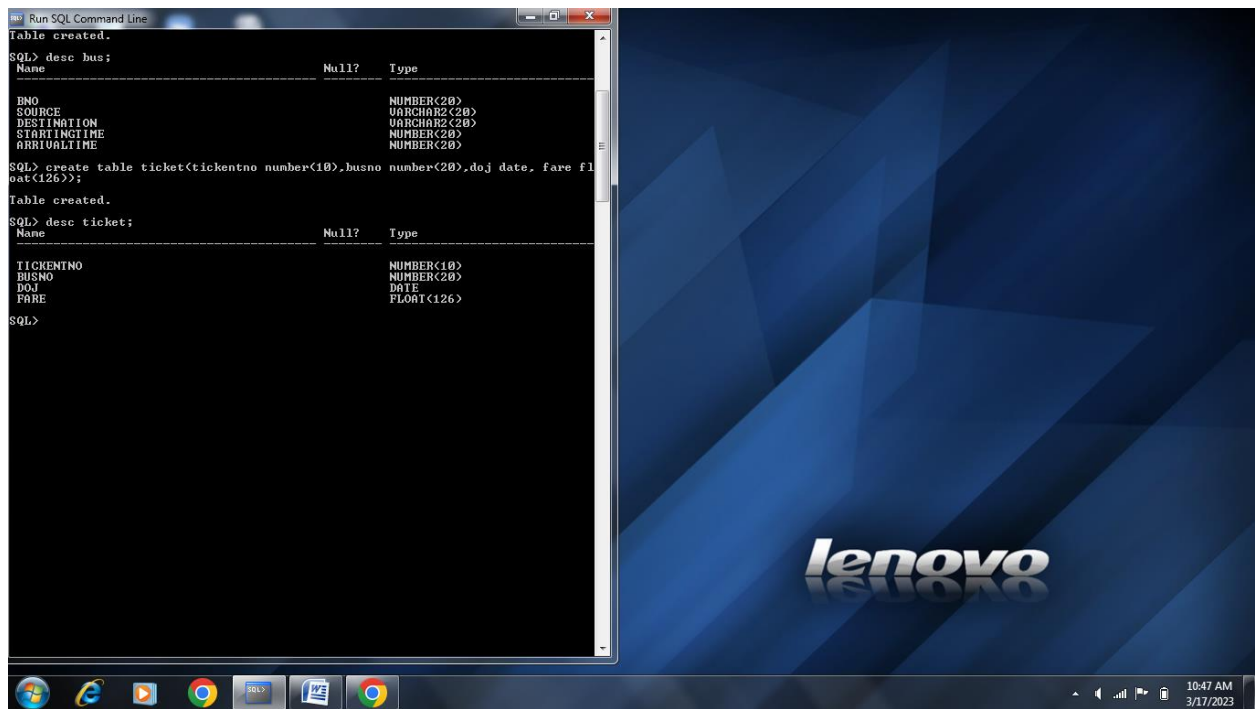 Run SQL Command Line
Table created.
SQL> desc bus;
Name Null? Type
BNO NUMBER(20)
SOURCE VARCHAR2(20)
DESTINATION VARCHAR2(20)
STARTINGTIME NUMBER(20)
ARRIVALTIME NUMBER(20)
SQL> create table ticket(tickentno number(10),busno number(20),doj date, fare fl
oat(126));
Table created.
SQL> desc ticket;
Name Null? Type
TICKENTNO NUMBER(10)
BUSNO NUMBER(20)
DOJ DATE
FARE FLOAT(126)
SQL>
lenovo
SQL>
W
10:47 AM
3/17/2023